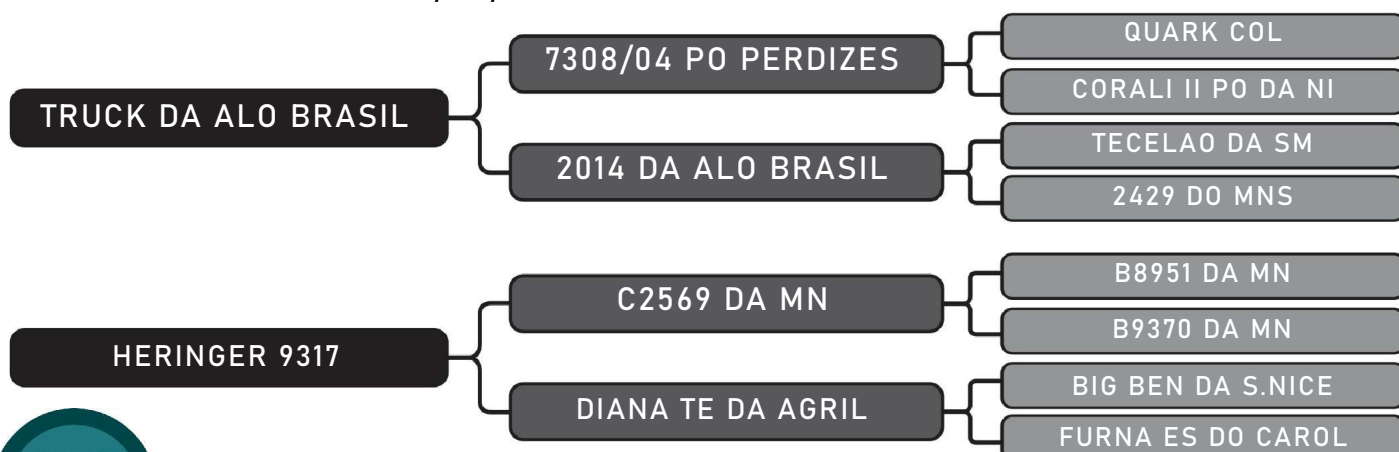 TRUCK DA ALO BRASIL
7308/04 PO PERDIZES
QUARK COL
CORALI II PO DA NI
2014 DA ALO BRASIL
TECELAO DA SM
2429 DO MNS
HERINGER 9317
C2569 DA MN
B8951 DA MN
B9370 DA MN
DIANA TE DA AGRIL
BIG BEN DA S.NICE
FURNA ES DO CAROL